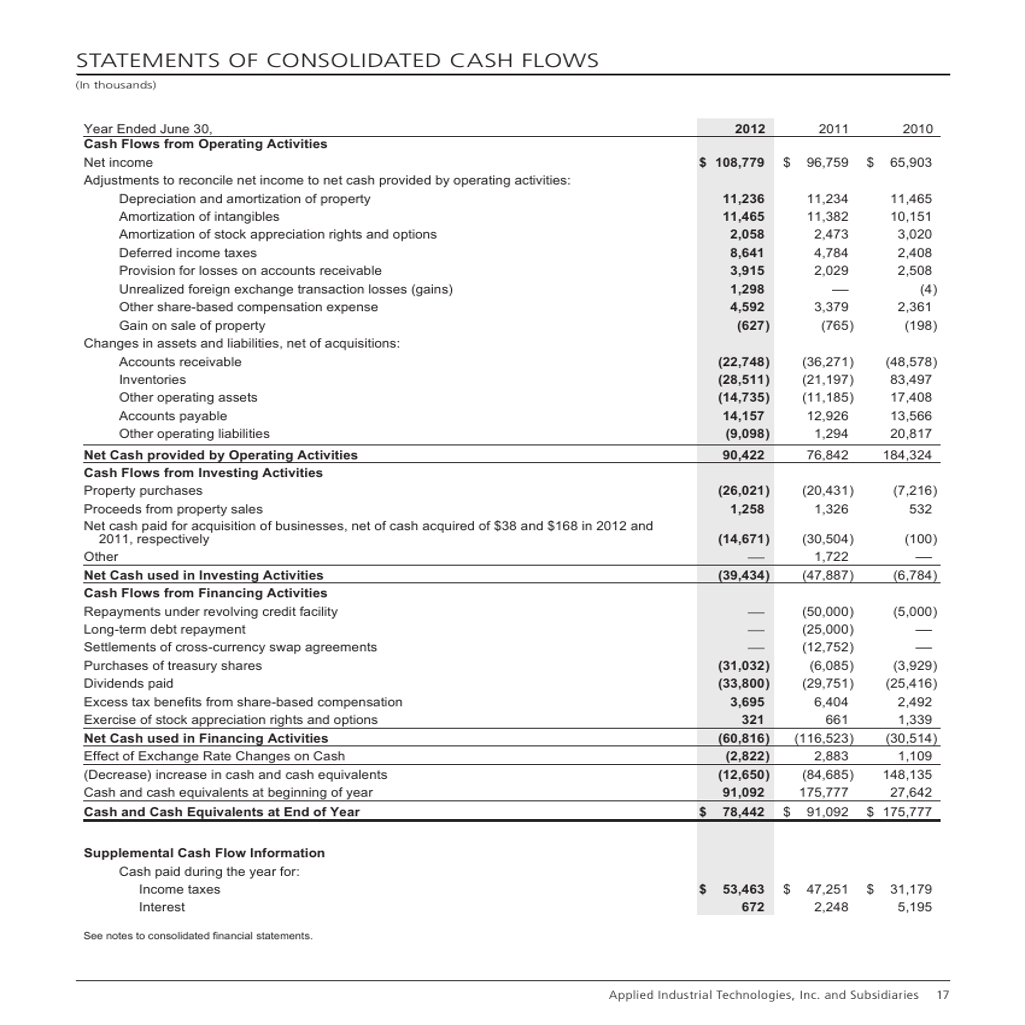 STATEMENTS OF CONSOLIDATED CASH FLOWS
(In thousands)
Year Ended June 30, 2012 2011 2010
Cash Flows from Operating Activities
Net income $ 108,779 $ 96,759 $ 65,903
Adjustments to reconcile net income to net cash provided by operating activities:
Depreciation and amortization of property 11,236 11,234 11,465
Amortization of intangibles 11,465 11,382 10,151
Amortization of stock appreciation rights and options 2,058 2,473 3,020
Deferred income taxes 8,641 4,784 2,408
Provision for losses on accounts receivable 3,915 2,029 2,508
Unrealized foreign exchange transaction losses (gains) 1,298 — (4)
Other share-based compensation expense 4,592 3,379 2,361
Gain on sale of property (627) (765) (198)
Changes in assets and liabilities, net of acquisitions:
Accounts receivable (22,748) (36,271) (48,578)
Inventories (28,511) (21,197) 83,497
Other operating assets (14,735) (11,185) 17,408
Accounts payable 14,157 12,926 13,566
Other operating liabilities (9,098) 1,294 20,817
Net Cash provided by Operating Activities 90,422 76,842 184,324
Cash Flows from Investing Activities
Property purchases (26,021) (20,431) (7,216)
Proceeds from property sales 1,258 1,326 532
Net cash paid for acquisition of businesses, net of cash acquired of $38 and $168 in 2012 and
2011, respectively (14,671) (30,504) (100)
Other — 1,722 —
Net Cash used in Investing Activities (39,434) (47,887) (6,784)
Cash Flows from Financing Activities
Repayments under revolving credit facility — (50,000) (5,000)
Long-term debt repayment — (25,000) —
Settlements of cross-currency swap agreements — (12,752) —
Purchases of treasury shares (31,032) (6,085) (3,929)
Dividends paid (33,800) (29,751) (25,416)
Excess tax benefits from share-based compensation 3,695 6,404 2,492
Exercise of stock appreciation rights and options 321 661 1,339
Net Cash used in Financing Activities (60,816) (116,523) (30,514)
Effect of Exchange Rate Changes on Cash (2,822) 2,883 1,109
(Decrease) increase in cash and cash equivalents (12,650) (84,685) 148,135
Cash and cash equivalents at beginning of year 91,092 175,777 27,642
Cash and Cash Equivalents at End of Year $ 78,442 $ 91,092 $ 175,777
Supplemental Cash Flow Information
Cash paid during the year for:
Income taxes $ 53,463 $ 47,251 $ 31,179
Interest 672 2,248 5,195
See notes to consolidated financial statements.
Applied Industrial Technologies, Inc. and Subsidiaries 17